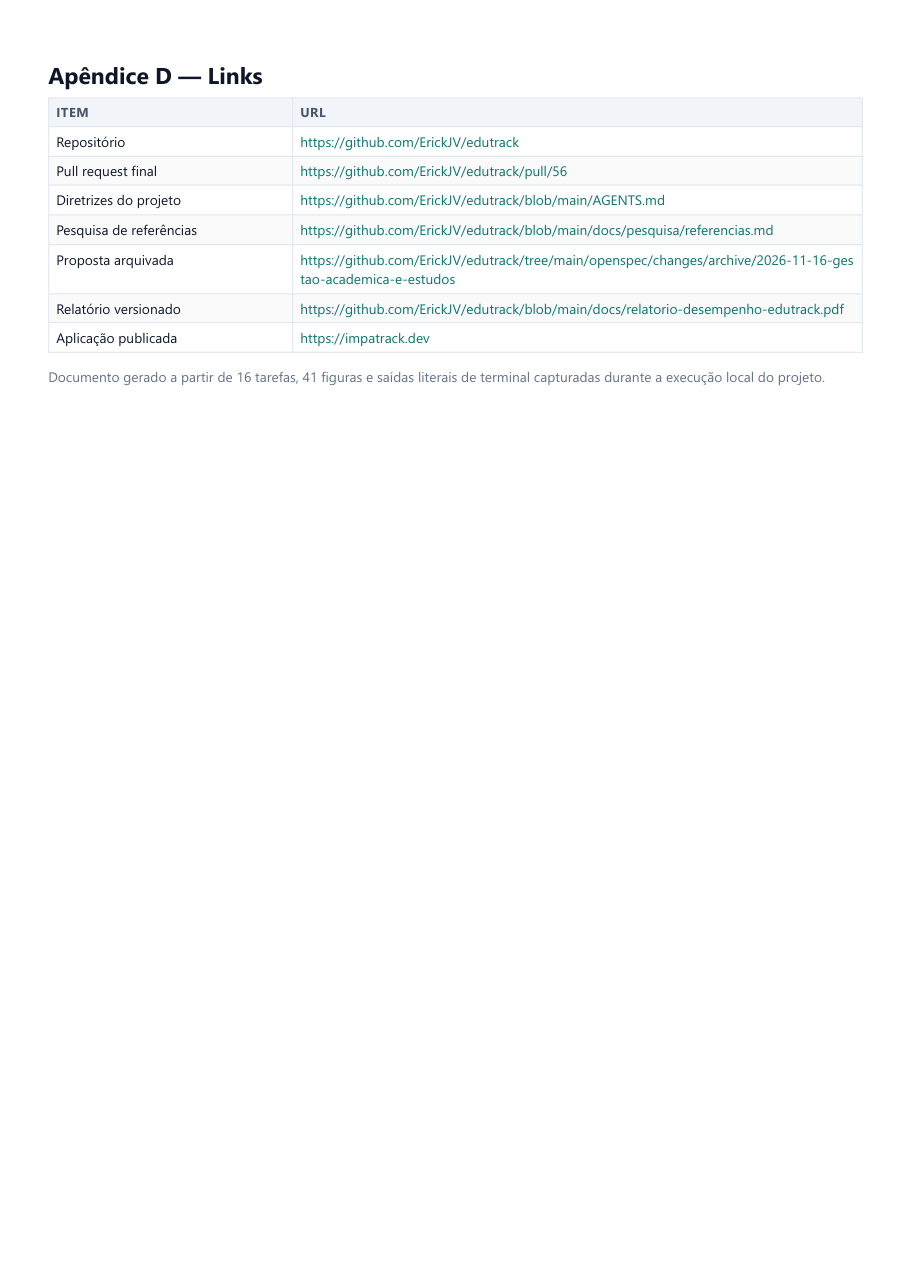 Apêndice D — Links
ITEM URL
Repositório https://github.com/ErickJV/edutrack
Pull request final https://github.com/ErickJV/edutrack/pull/56
Diretrizes do projeto https://github.com/ErickJV/edutrack/blob/main/AGENTS.md
Pesquisa de referências https://github.com/ErickJV/edutrack/blob/main/docs/pesquisa/referencias.md
Proposta arquivada https://github.com/ErickJV/edutrack/tree/main/openspec/changes/archive/2026-11-16-ges
tao-academica-e-estudos
Relatório versionado https://github.com/ErickJV/edutrack/blob/main/docs/relatorio-desempenho-edutrack.pdf
Aplicação publicada https://impatrack.dev
Documento gerado a partir de 16 tarefas, 41 figuras e saídas literais de terminal capturadas durante a execução local do projeto.